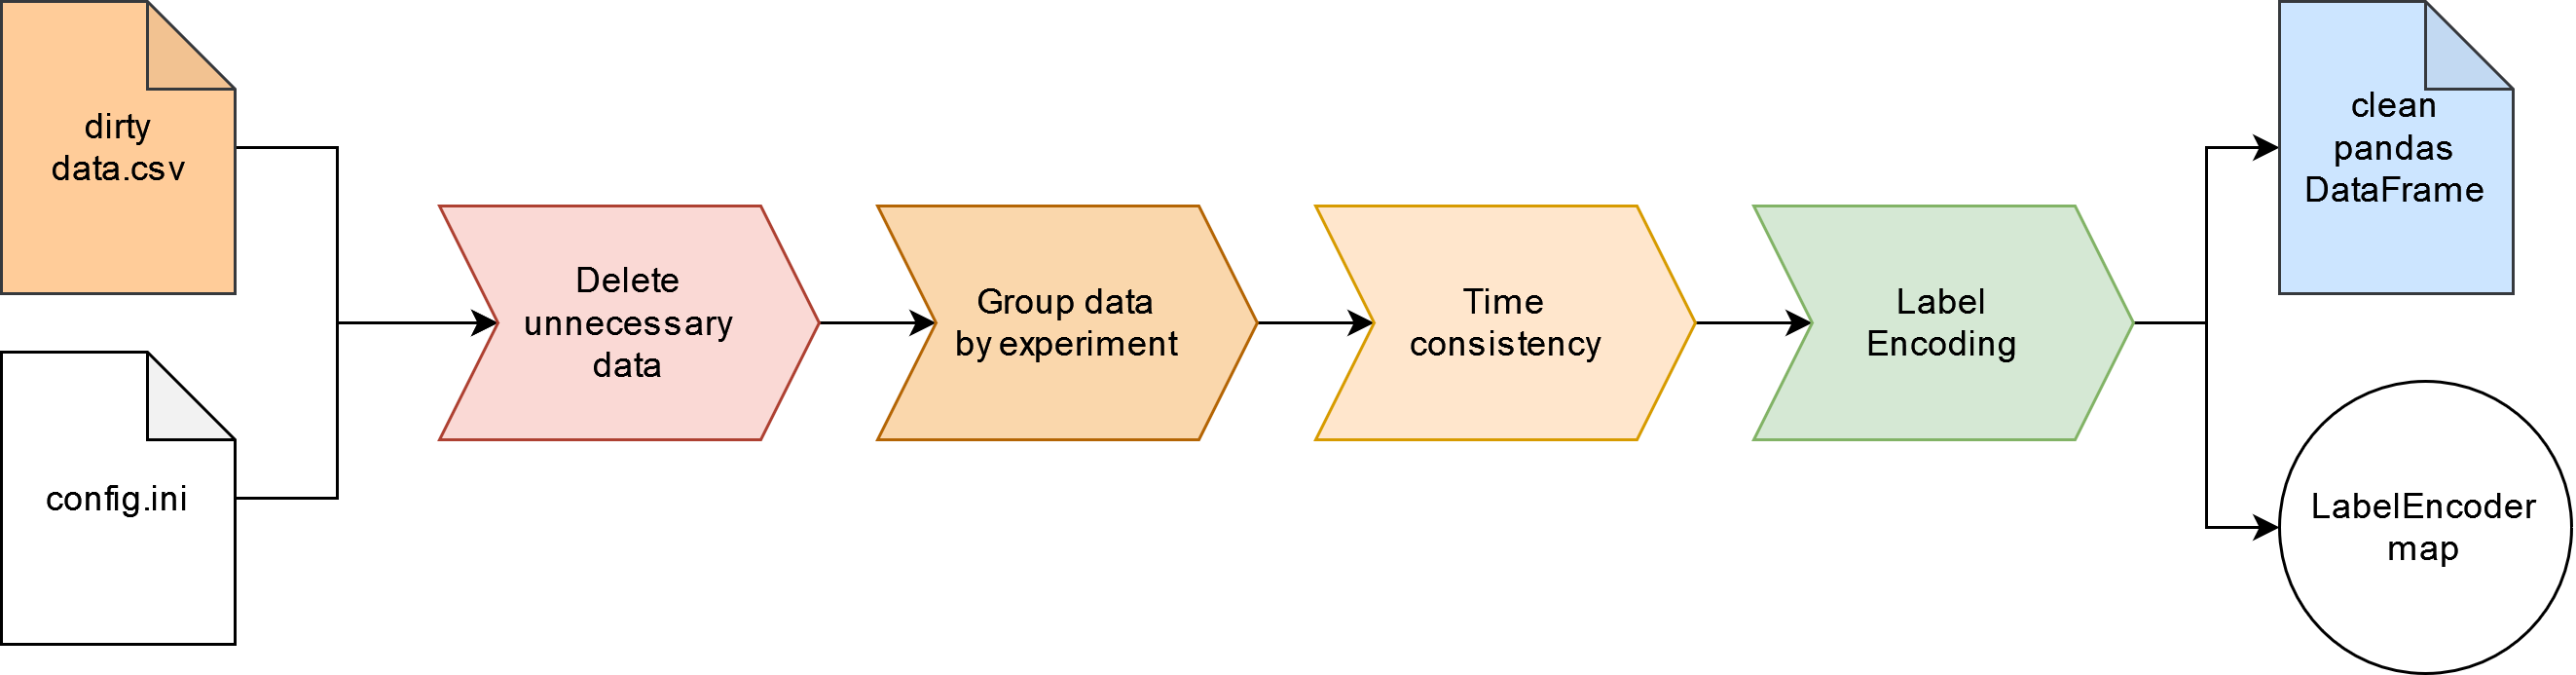 dirty
data.csv
config.ini
Delete
unnecessary
data
Group data
by experiment
Time
consistency
Label
Encoding
clean
pandas
DataFrame
LabelEncoder
map